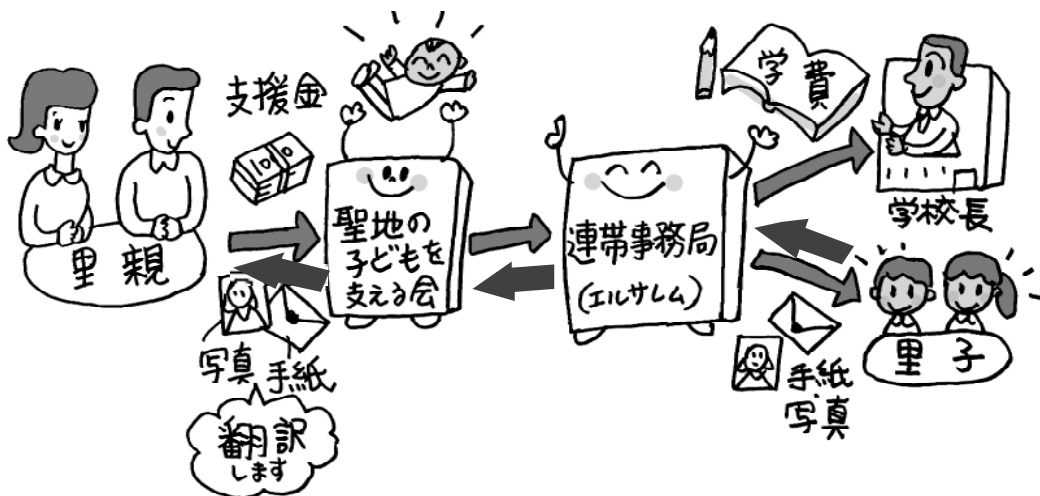 支援金
里親
聖地の
子どもを
支える会
写真
手紙
翻訳
します
連帯事務局
(エルサレム)
学費
学校長
里子
手紙
写真